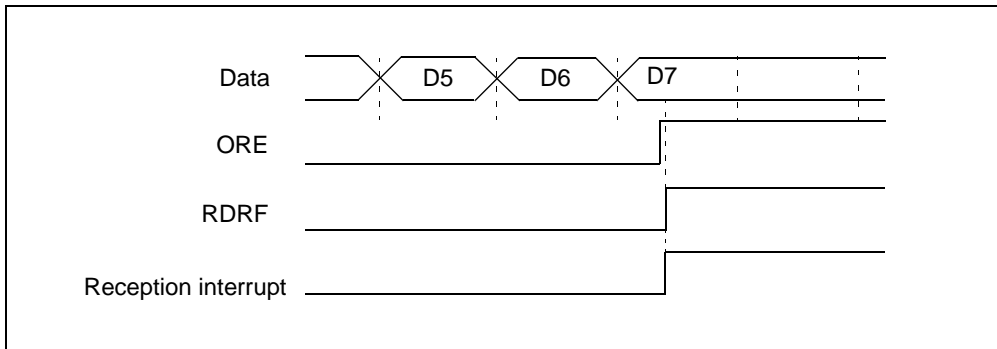 Data D5 D6 D7
ORE
RDRF
Reception interrupt